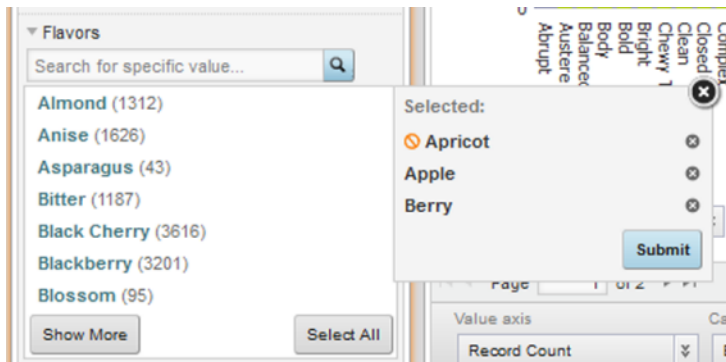 Flavors
Search for specific value...
Almond (1312)
Anise (1626)
Asparagus (43)
Bitter (1187)
Black Cherry (3616)
Blackberry (3201)
Blossom (95)
Show More
Select All
Abrupt
Austere
Balanced
Body
Bold
Bright
Chewy
Clean
Closed
Complex
Selected:
Apricot
Apple
Berry
Submit
Page 1 of 2
Value axis
Record Count